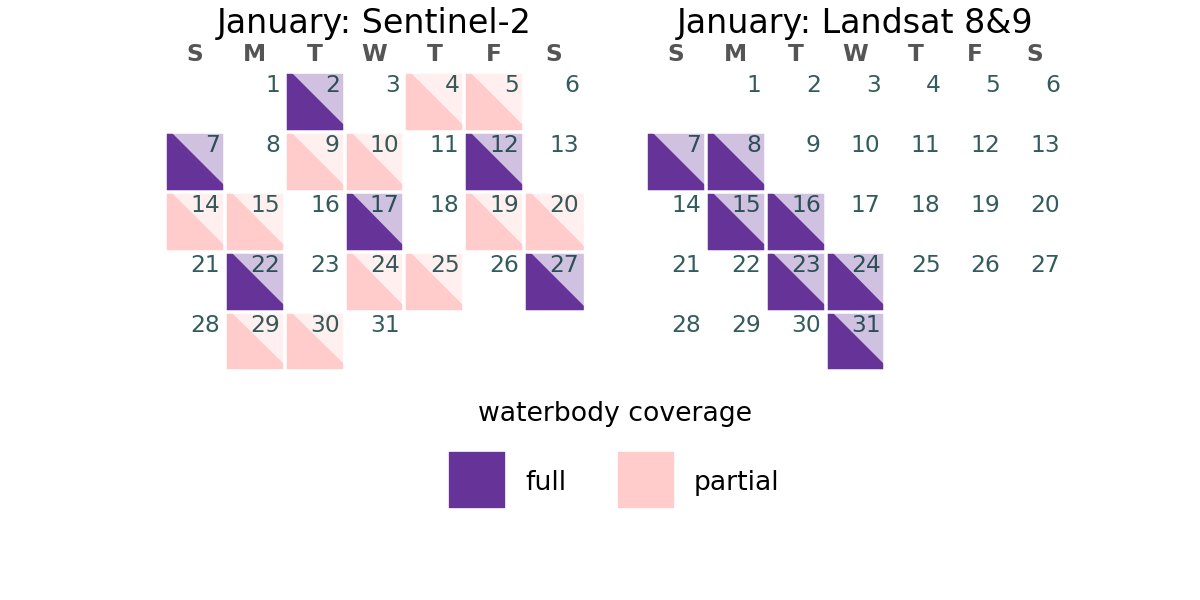 January: Sentinel-2
S M T W T F S
1 2 3 4 5 6
7 8 9 10 11 12 13
14 15 16 17 18 19 20
21 22 23 24 25 26 27
28 29 30 31
January: Landsat 8&9
S M T W T F S
1 2 3 4 5 6
7 8 9 10 11 12 13
14 15 16 17 18 19 20
21 22 23 24 25 26 27
28 29 30 31
waterbody coverage
full partial